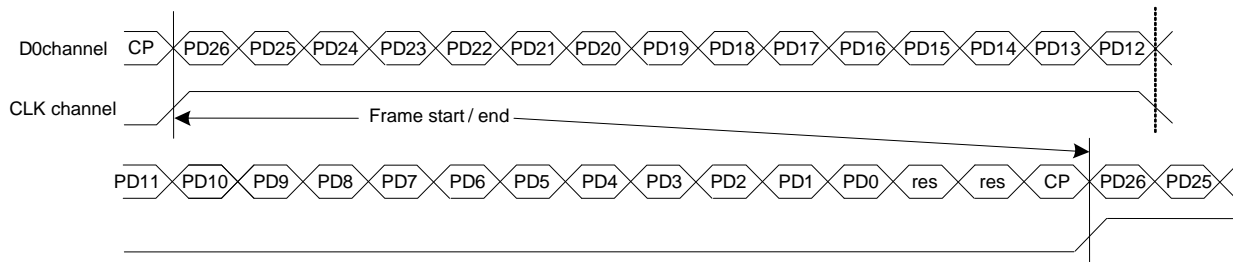 D0channel CP PD26 PD25 PD24 PD23 PD22 PD21 PD20 PD19 PD18 PD17 PD16 PD15 PD14 PD13 PD12
CLK channel
Frame start / end
PD11 PD10 PD9 PD8 PD7 PD6 PD5 PD4 PD3 PD2 PD1 PD0 res res CP PD26 PD25